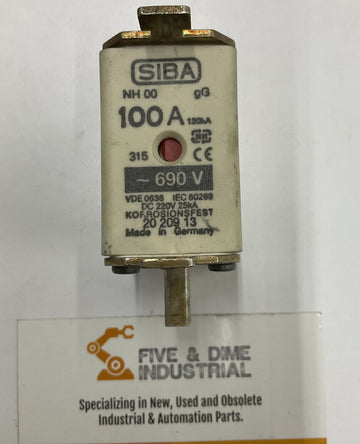 SIBA
NH 00 gG
100 A 120kA
315 CE
~ 690 V
VDE 0636 IEC 60269
DC 220V 25kA
KORROSIONSFEST
20 209 13
Made in Germany
FIVE & DIME
INDUSTRIAL
Specializing in New, Used and Obsolete
Industrial & Automation Parts.